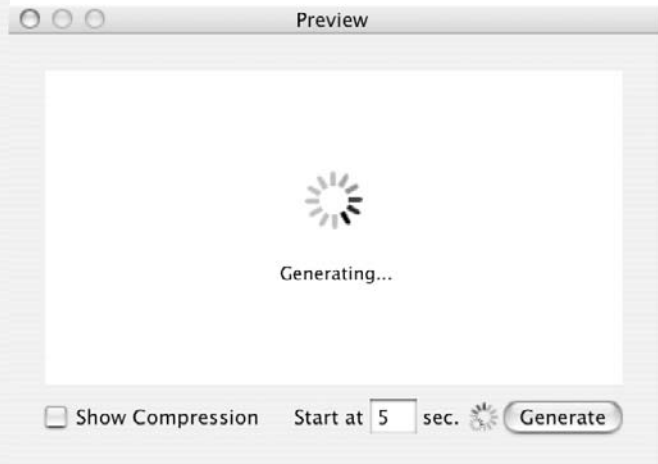 Preview
Generating...
Show Compression Start at 5 sec. Generate